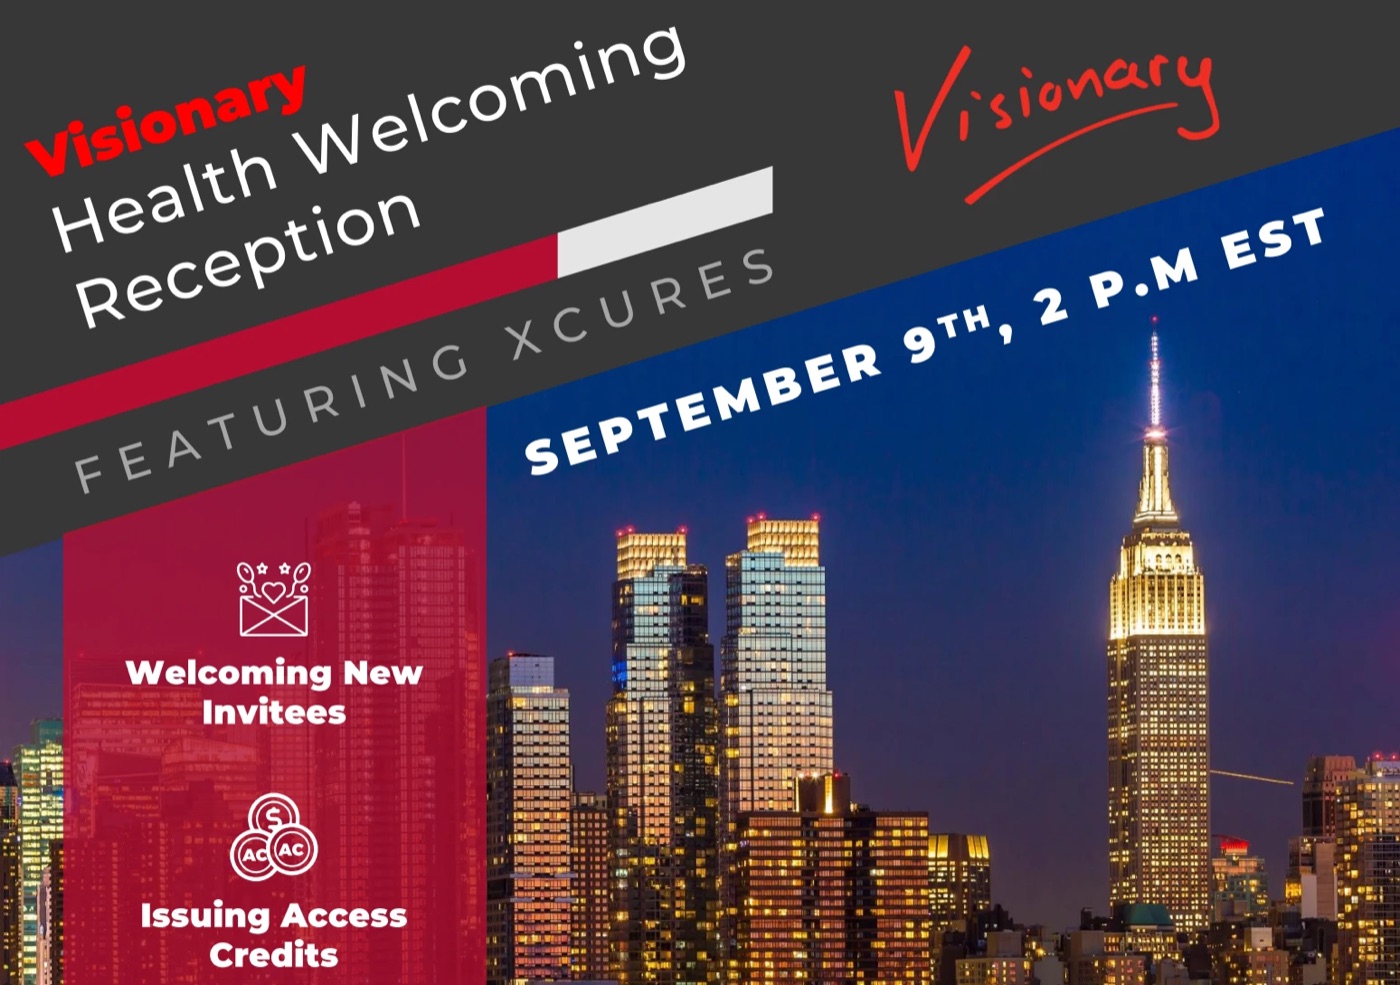 Visionary
Health Welcoming
Reception
Visionary
FEATURING XCURES
SEPTEMBER 9TH, 2 P.M EST
Welcoming New
Invitees
$
AC AC
Issuing Access
Credits